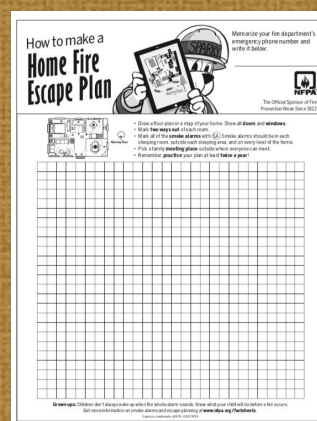 How to make a
Home Fire
Escape Plan
SPARKY
Memorize your fire department's
emergency phone number and
write it below:
NFPA
The Official Sponsor of Fire
Prevention Week Since 1922
Meeting Place
• Draw a floor plan or a map of your home. Show all doors and windows.
• Mark two ways out of each room.
• Mark all of the smoke alarms with SA. Smoke alarms should be in each
sleeping room, outside each sleeping area, and on every level of the home.
• Pick a family meeting place outside where everyone can meet.
• Remember, practice your plan at least twice a year!
Grown-ups: Children don't always wake up when the smoke alarm sounds. Know what your child will do before a fire occurs.
Get more information on smoke alarms and escape planning at www.nfpa.org/factsheets.